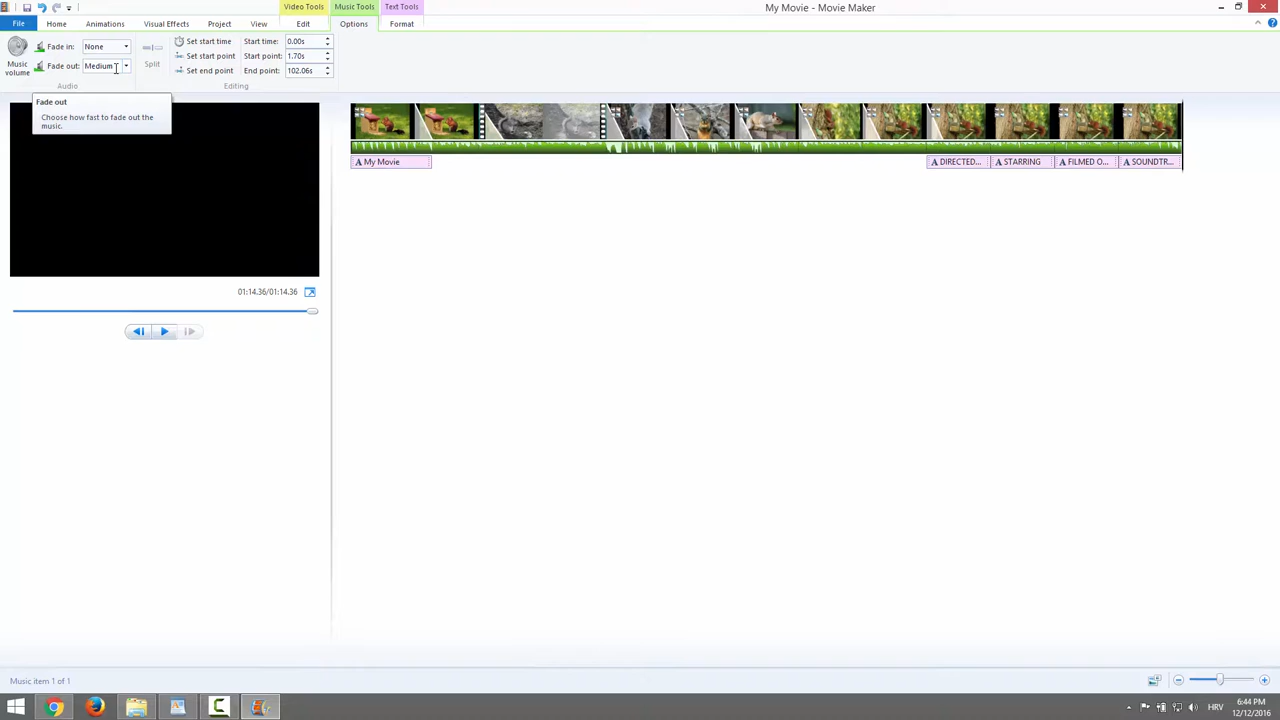 Video Tools
Music Tools
Text Tools
My Movie - Movie Maker
File
Home
Animations
Visual Effects
Project
View
Edit
Options
Format
Music
volume
Fade in:
None
Fade out:
Medium
Audio
Split
Set start time
Set start point
Set end point
Start time:
0.00s
Start point:
1.70s
End point:
102.06s
Editing
Fade out
Choose how fast to fade out the
music.
My Movie
DIRECTED...
STARRING
FILMED O...
SOUNDTR...
01:14.36/01:14.36
Music item 1 of 1
HRV
6:44 PM
12/12/2016